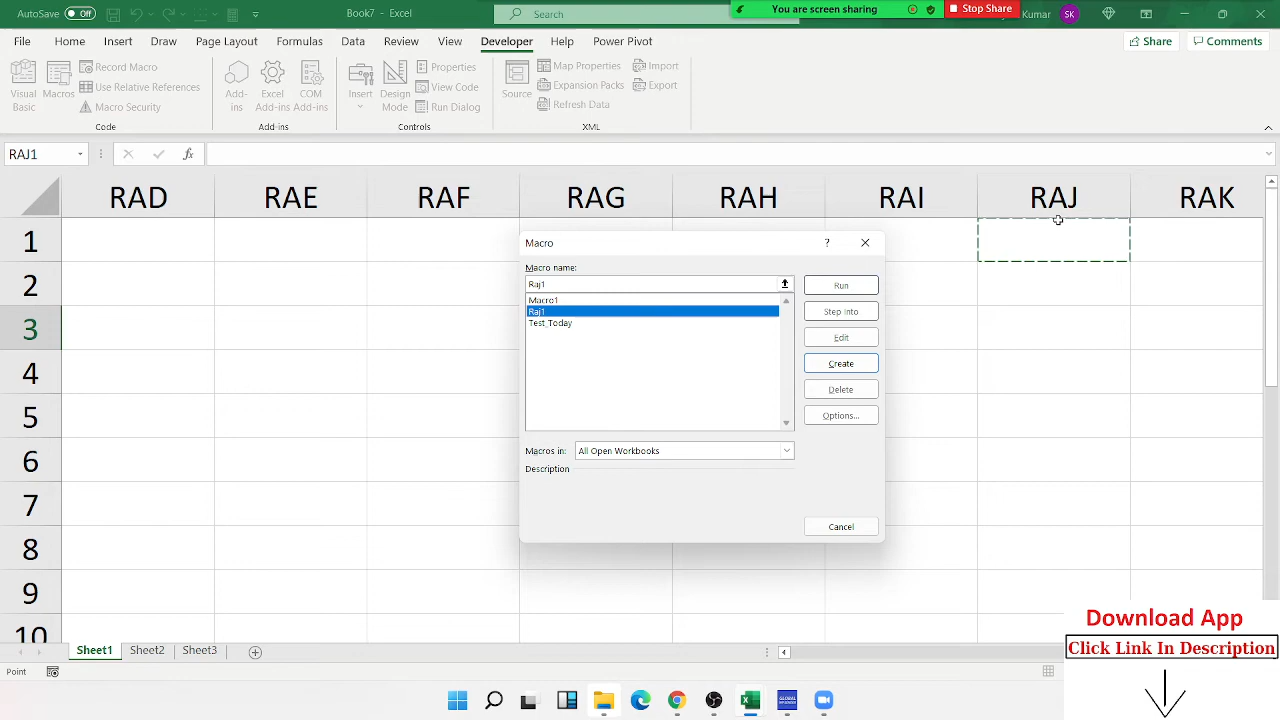 AutoSave Off
Book7 - Excel
Search
You are screen sharing
Stop Share
Kumar
SK
File Home Insert Draw Page Layout Formulas Data Review View Developer Help Power Pivot
Share
Comments
Visual Basic
Macros
Record Macro
Use Relative References
Macro Security
Code
Add-ins
Excel Add-ins
COM Add-ins
Add-ins
Insert
Design Mode
Properties
View Code
Run Dialog
Controls
Source
Map Properties
Expansion Packs
Refresh Data
Import
Export
XML
RAJ1
fx
RAD RAE RAF RAG RAH RAI RAJ RAK
1
2
3
4
5
6
7
8
9
10
Macro
?
Macro name:
Raj1
Macro1
Raj1
Test_Today
Run
Step Into
Edit
Create
Delete
Options...
Macros in: All Open Workbooks
Description
Cancel
Download App
Click Link In Description
Sheet1 Sheet2 Sheet3
Point